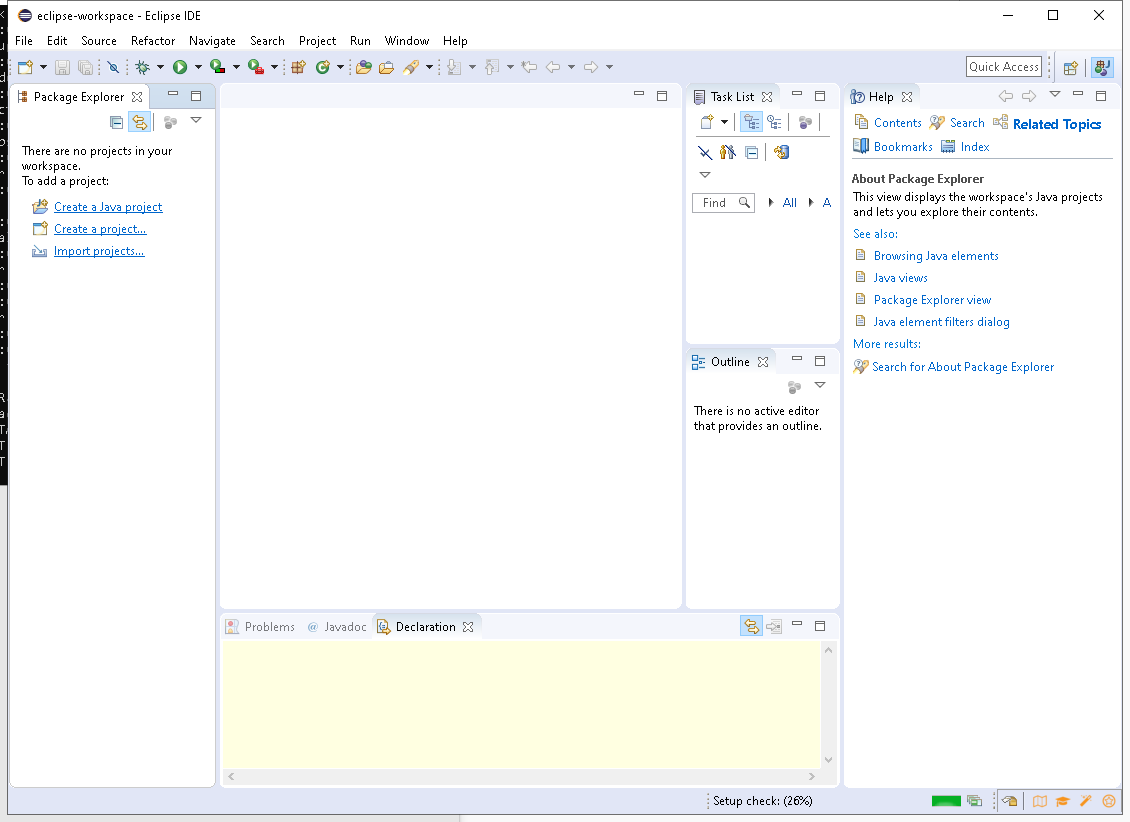 eclipse-workspace - Eclipse IDE
File Edit Source Refactor Navigate Search Project Run Window Help
Quick Access
Package Explorer
There are no projects in your
workspace.
To add a project:
Create a Java project
Create a project...
Import projects...
Task List
Find All A
Outline
There is no active editor
that provides an outline.
Help
Contents Search Related Topics
Bookmarks Index
About Package Explorer
This view displays the workspace's Java projects
and lets you explore their contents.
See also:
Browsing Java elements
Java views
Package Explorer view
Java element filters dialog
More results:
Search for About Package Explorer
Problems @ Javadoc Declaration
Setup check: (26%)